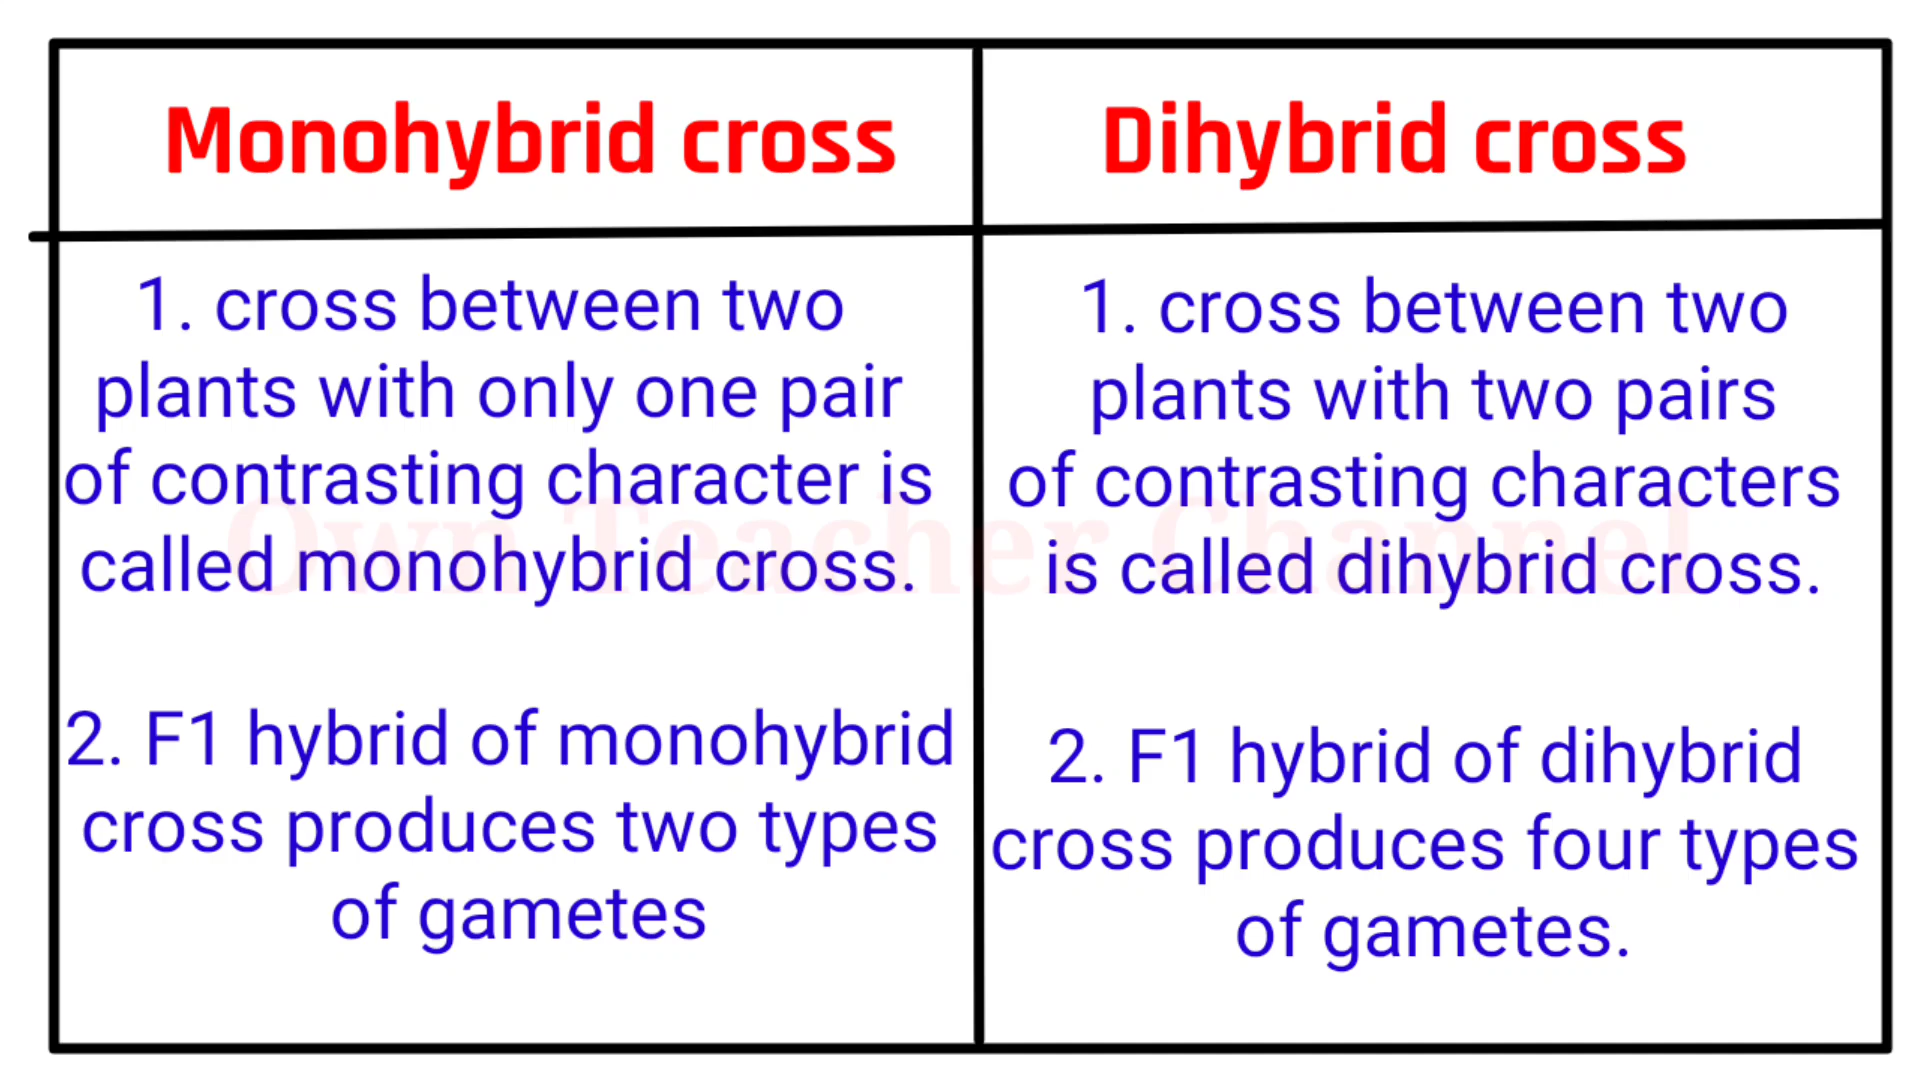 Monohybrid cross
1. cross between two
plants with only one pair
of contrasting character is
called monohybrid cross.
2. F1 hybrid of monohybrid
cross produces two types
of gametes
Dihybrid cross
1. cross between two
plants with two pairs
of contrasting characters
is called dihybrid cross.
2. F1 hybrid of dihybrid
cross produces four types
of gametes.
Own Teacher Channel